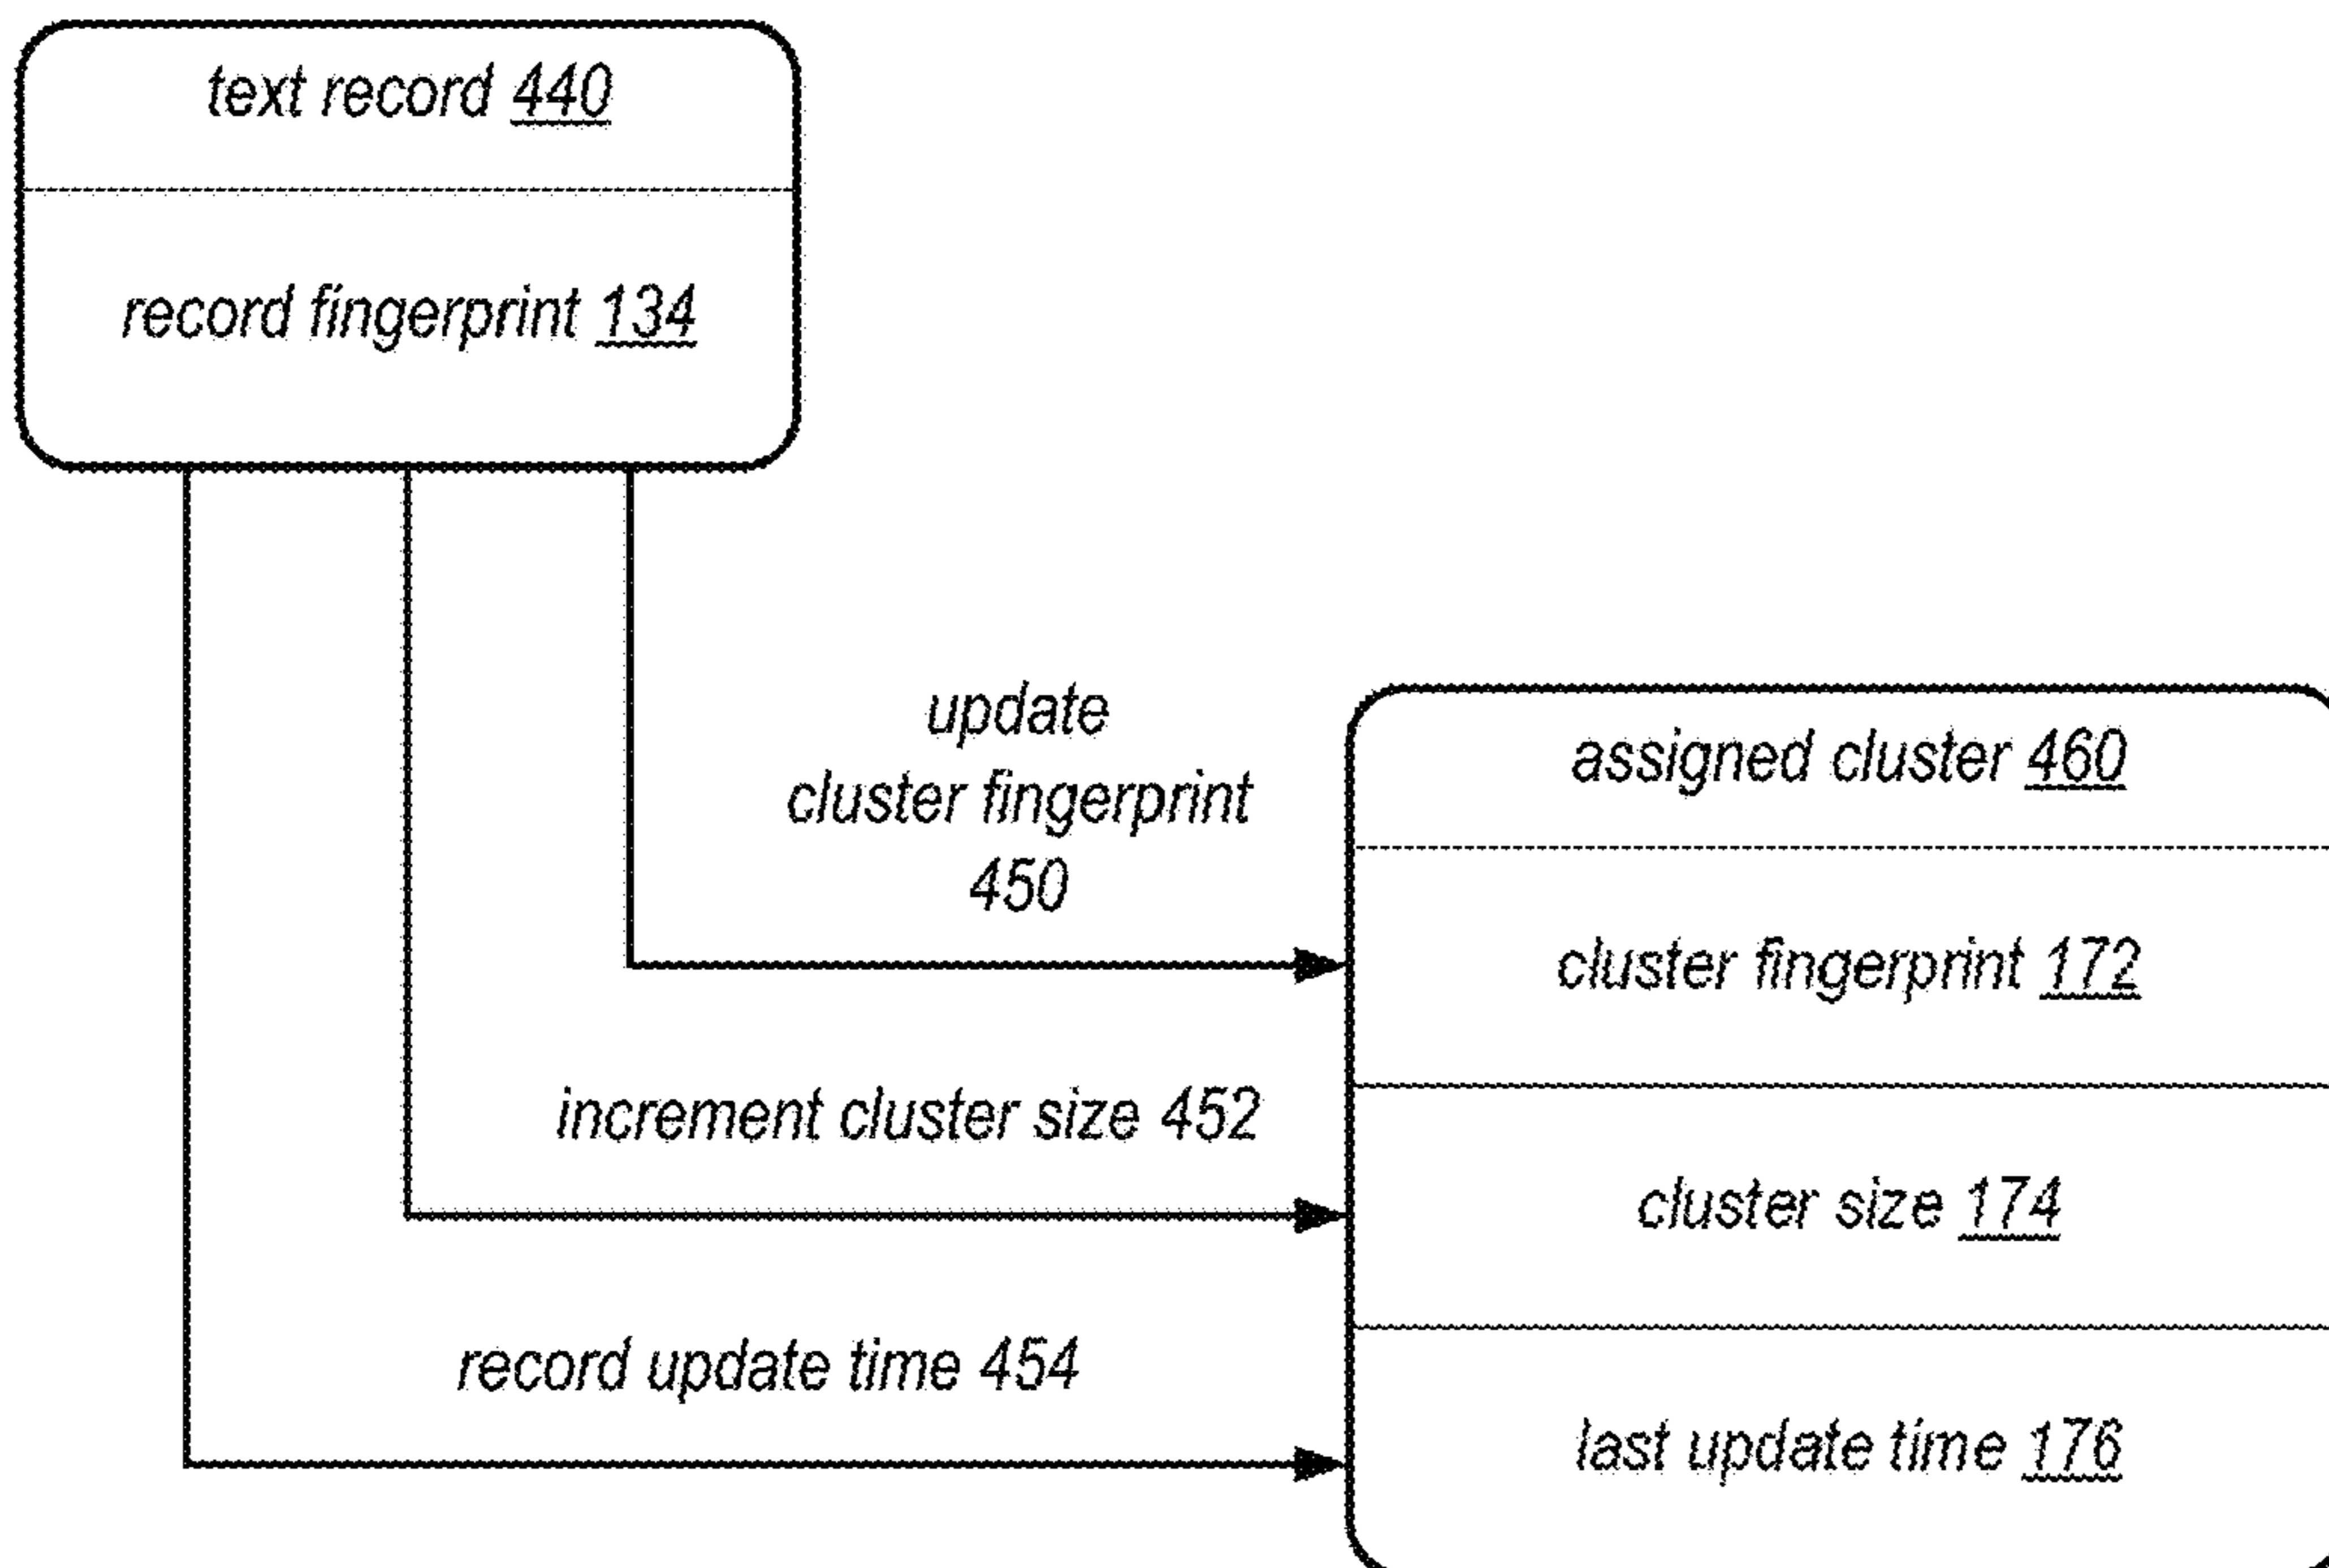 text record 440
record fingerprint 134
update
cluster fingerprint
450
assigned cluster 460
cluster fingerprint 172
increment cluster size 452
cluster size 174
record update time 454
last update time 176